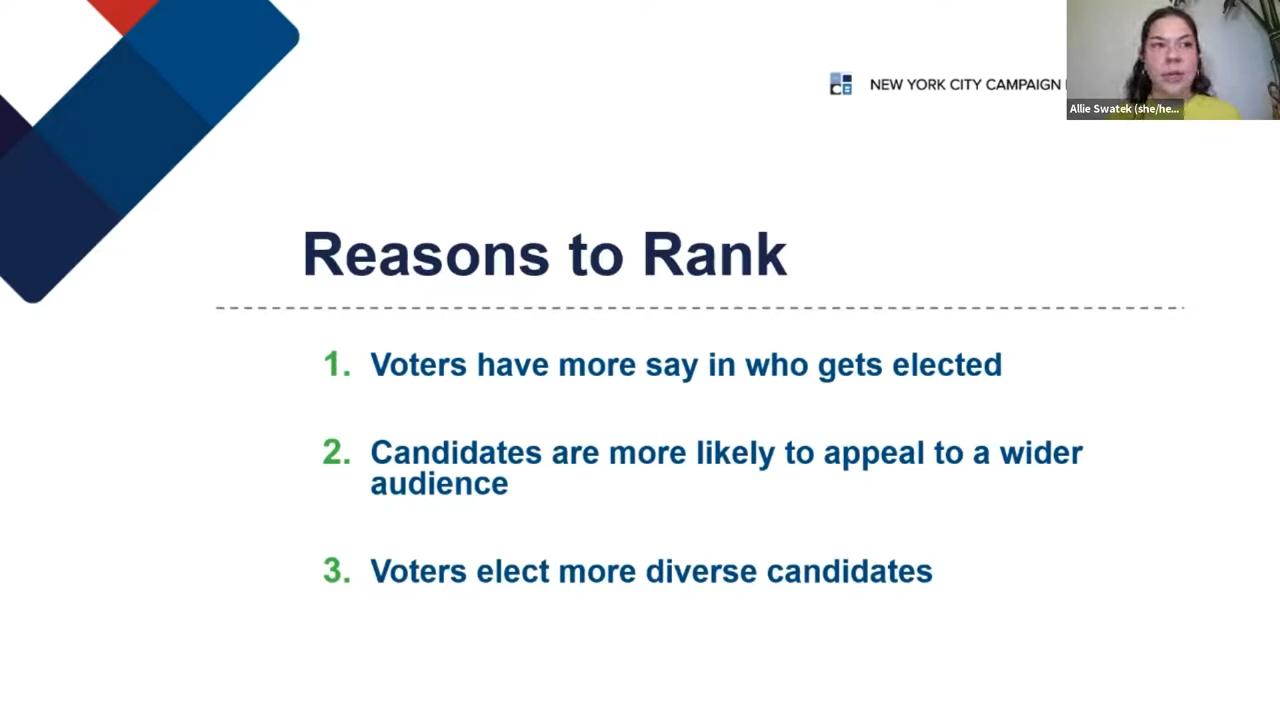 NEW YORK CITY CAMPAIGN
Allie Swatek (she/he...
Reasons to Rank
1. Voters have more say in who gets elected
2. Candidates are more likely to appeal to a wider
audience
3. Voters elect more diverse candidates